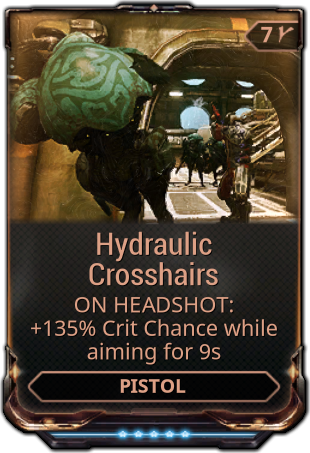 7
Hydraulic
Crosshairs
ON HEADSHOT:
+135% Crit Chance while
aiming for 9s
PISTOL